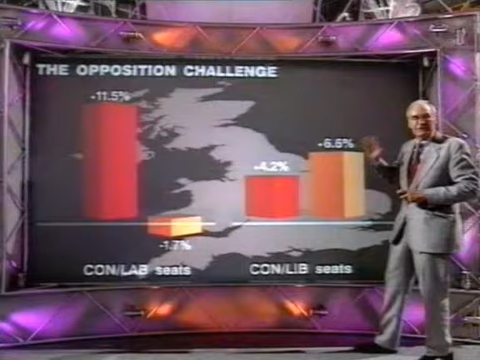 THE OPPOSITION CHALLENGE
+11.5%
-1.7%
+4.2%
+6.6%
CON/LAB seats
CON/LIB seats